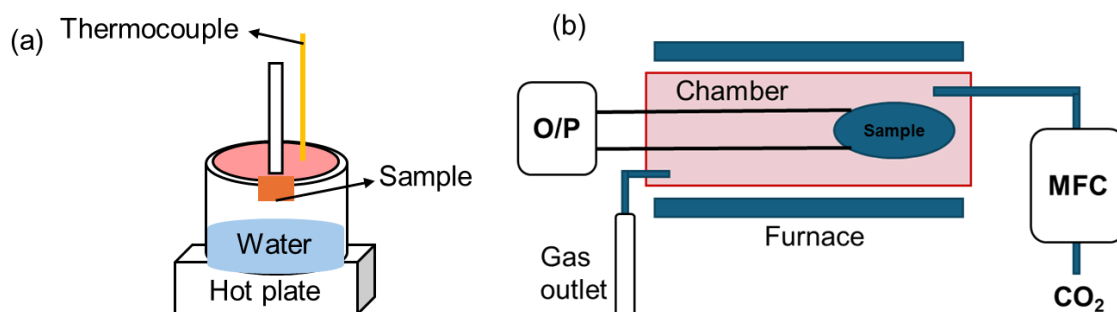 (a)
Thermocouple
Sample
Water
Hot plate
(b)
Chamber
O/P
Sample
MFC
Furnace
Gas
outlet
CO₂